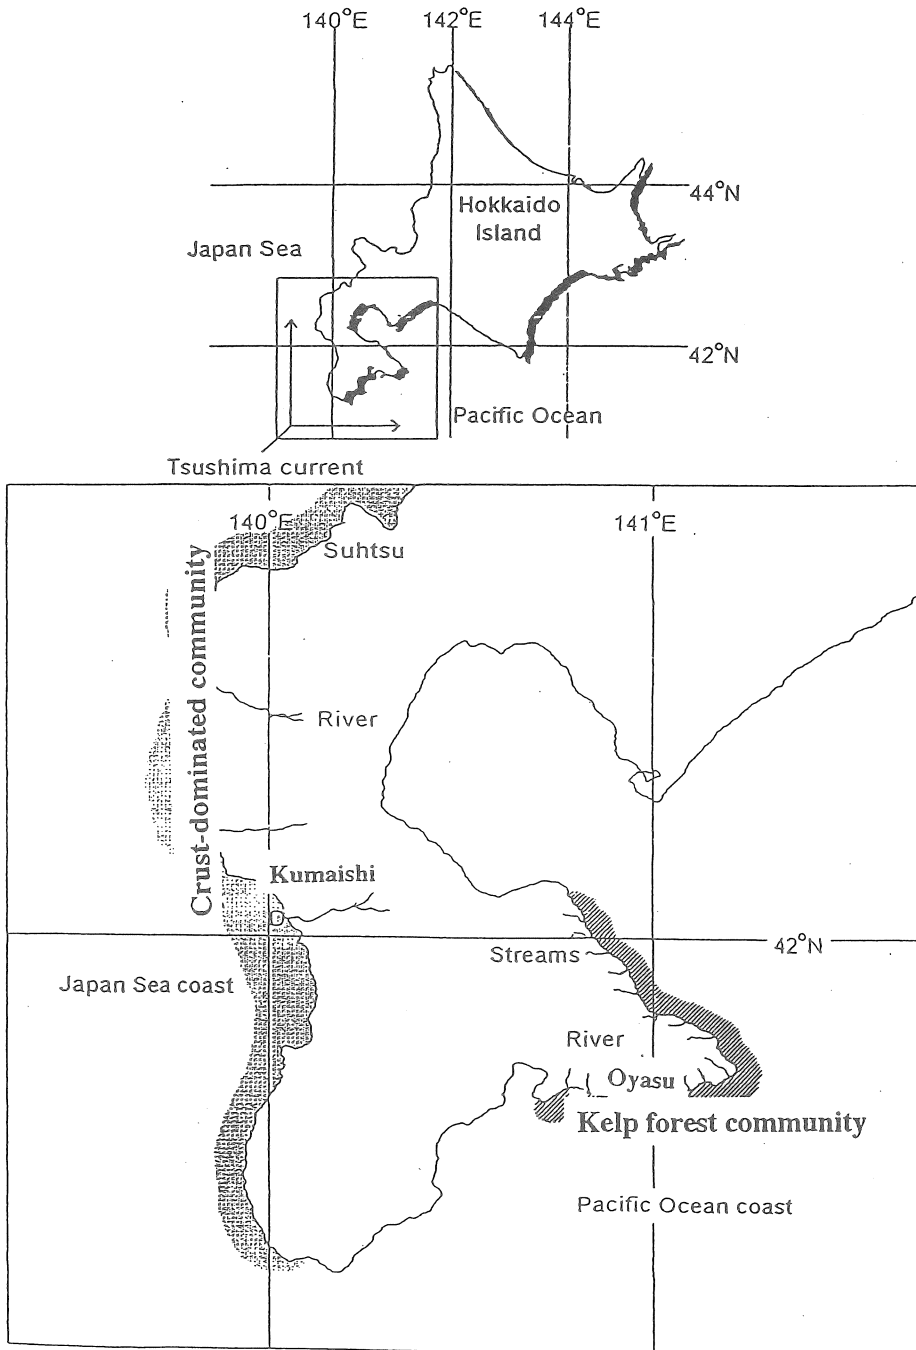 140°E 142°E 144°E
44°N
Hokkaido
Island
Japan Sea
42°N
Pacific Ocean
Tsushima current
140°E 141°E
Suhtsu
Crust-dominated community
River
Kumaishi
42°N
Streams
Japan Sea coast
River
Oyasu
Kelp forest community
Pacific Ocean coast